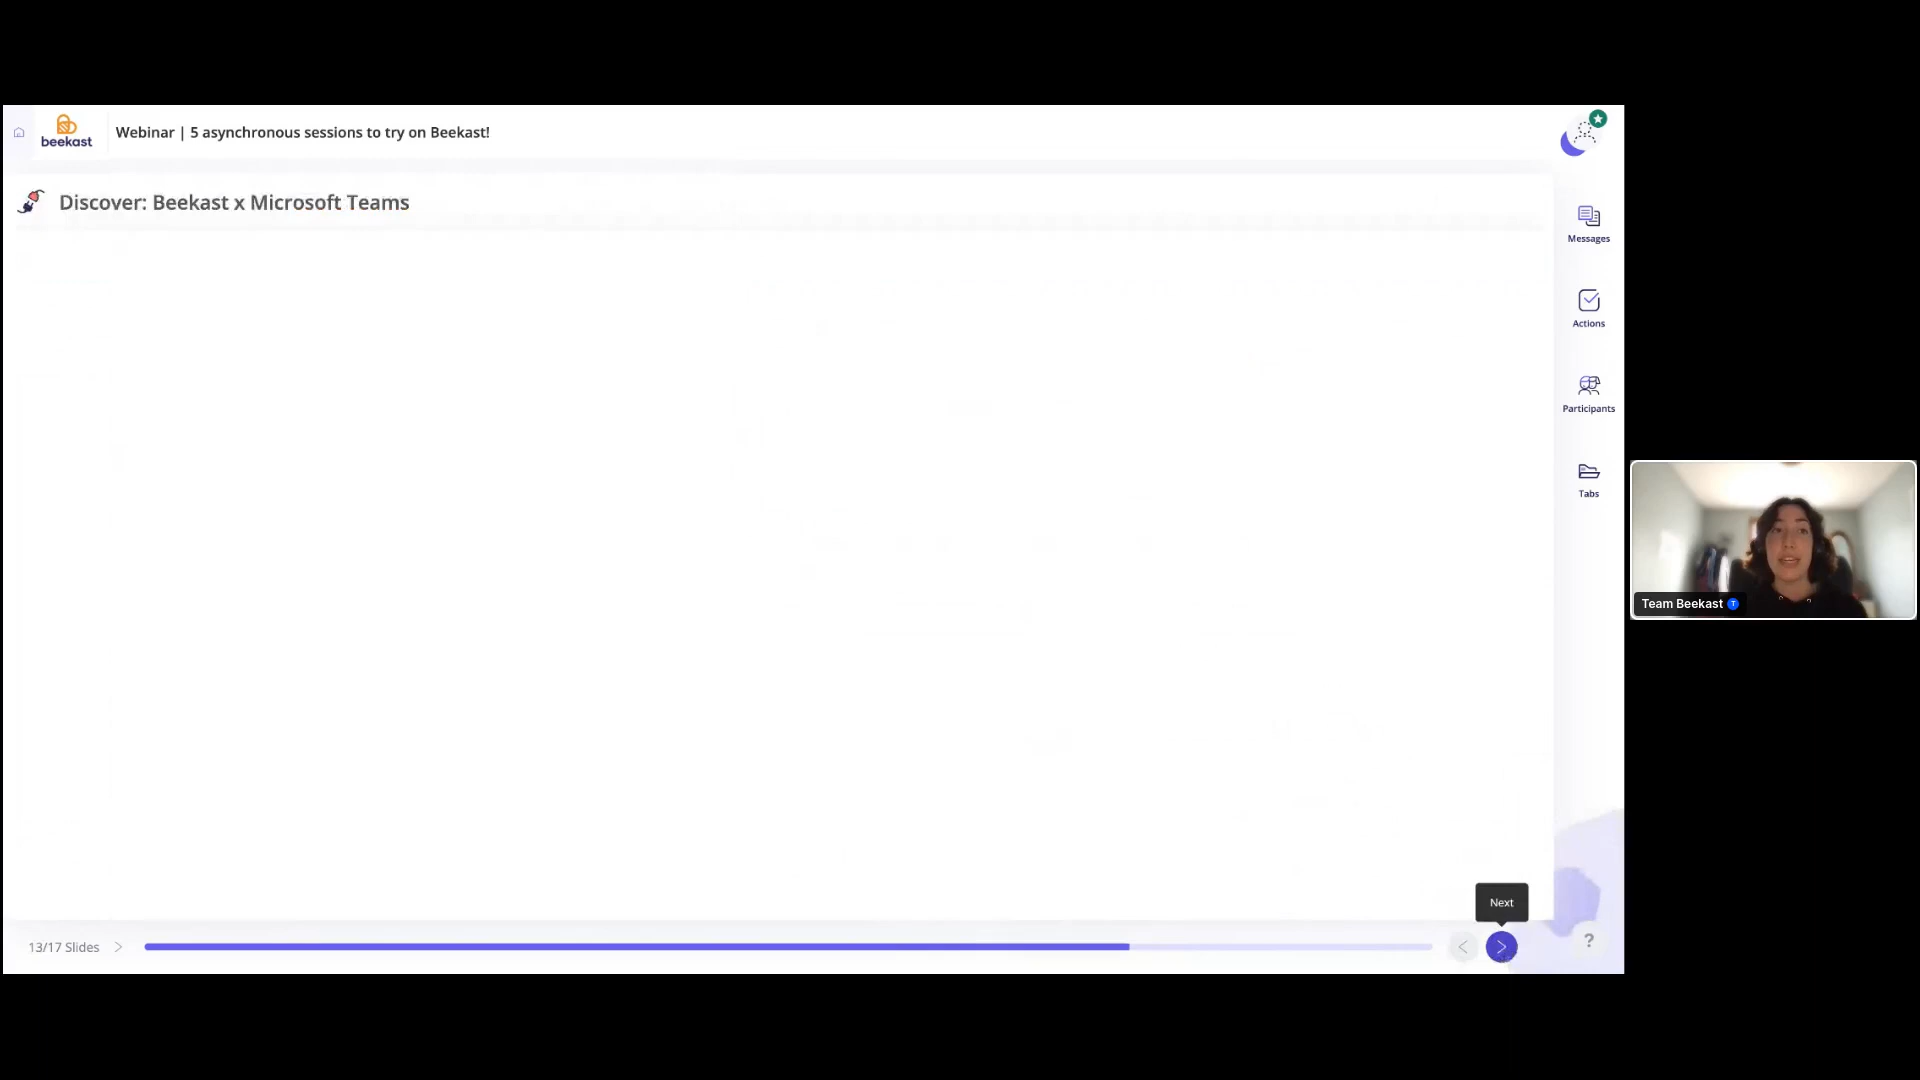 beekast
Webinar | 5 asynchronous sessions to try on Beekast!
Discover: Beekast x Microsoft Teams
Messages
Actions
Participants
Tabs
Team Beekast T
Next
13/17 Slides
?